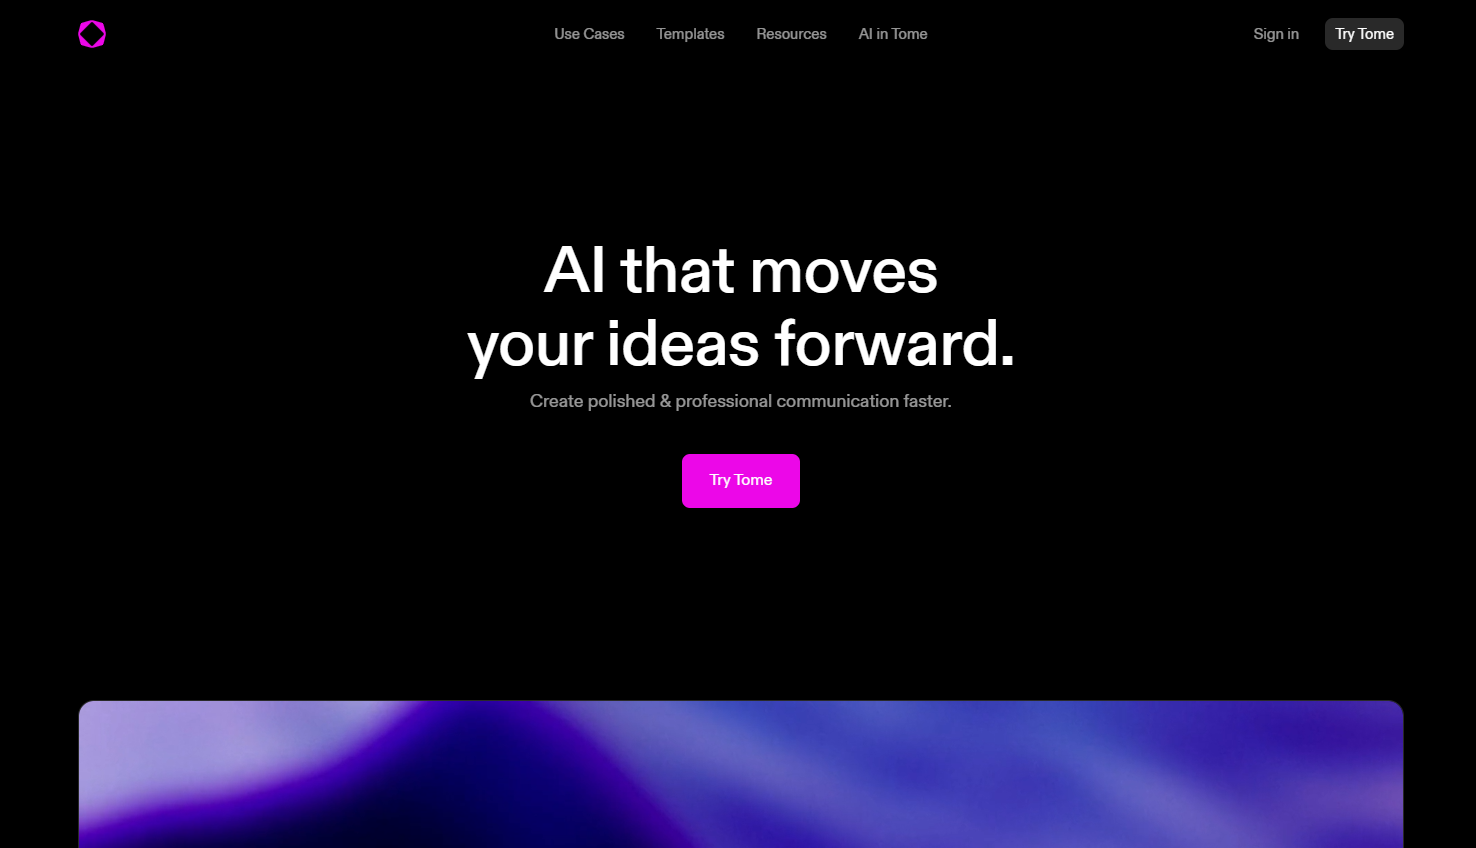 Use Cases
Templates
Resources
AI in Tome
Sign in
Try Tome
AI that moves
your ideas forward.
Create polished & professional communication faster.
Try Tome